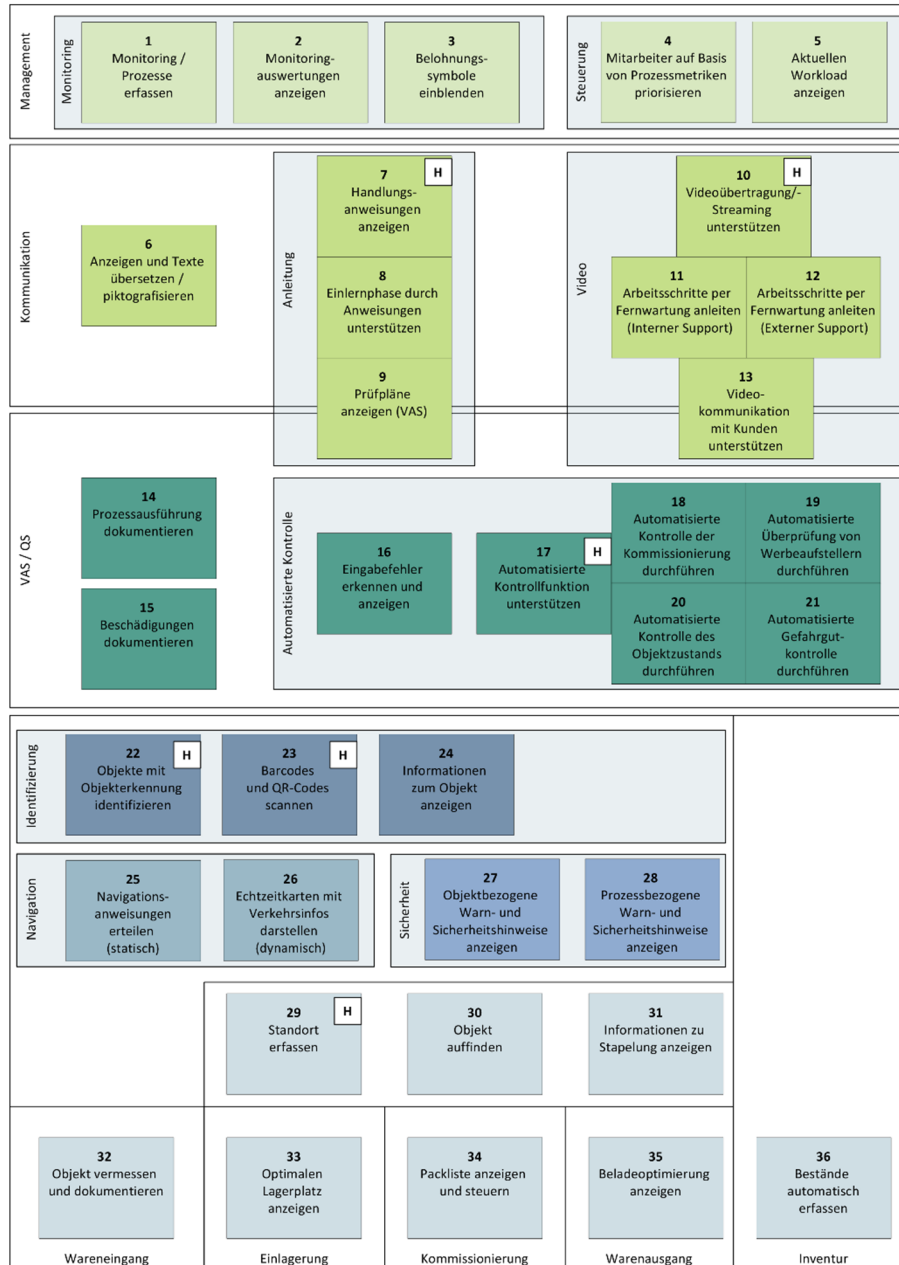 Management
Monitoring
1
Monitoring /
Prozesse
erfassen
2
Monitoring-
auswertungen
anzeigen
3
Belohnungs-
symbole
einblenden
Steuerung
4
Mitarbeiter auf Basis
von Prozessmetriken
priorisieren
5
Aktuellen
Workload
anzeigen
Kommunikation
6
Anzeigen und Texte
übersetzen /
piktografisieren
Anleitung
7
H
Handlungs-
anweisungen
anzeigen
8
Einlernphase durch
Anweisungen
unterstützen
9
Prüfpläne
anzeigen (VAS)
Video
10
H
Videoübertragung/-
Streaming
unterstützen
11
Arbeitsschritte per
Fernwartung anleiten
(Interner Support)
12
Arbeitsschritte per
Fernwartung anleiten
(Externer Support)
13
Video-
kommunikation
mit Kunden
unterstützen
VAS / QS
14
Prozessausführung
dokumentieren
15
Beschädigungen
dokumentieren
Automatisierte Kontrolle
16
Eingabefehler
erkennen und
anzeigen
17
H
Automatisierte
Kontrollfunktion
unterstützen
18
Automatisierte
Kontrolle der
Kommissionierung
durchführen
19
Automatisierte
Überprüfung von
Werbeaufstellern
durchführen
20
Automatisierte
Kontrolle des
Objektzustands
durchführen
21
Automatisierte
Gefahrgut-
kontrolle
durchführen
Identifizierung
22
H
Objekte mit
Objekterkennung
identifizieren
23
H
Barcodes
und QR-Codes
scannen
24
Informationen
zum Objekt
anzeigen
Navigation
25
Navigations-
anweisungen
erteilen
(statisch)
26
Echtzeitkarten mit
Verkehrsinfos
darstellen
(dynamisch)
Sicherheit
27
Objektbezogene
Warn- und
Sicherheitshinweise
anzeigen
28
Prozessbezogene
Warn- und
Sicherheitshinweise
anzeigen
29
H
Standort
erfassen
30
Objekt
auffinden
31
Informationen zu
Stapelung anzeigen
32
Objekt vermessen
und dokumentieren
33
Optimalen
Lagerplatz
anzeigen
34
Packliste anzeigen
und steuern
35
Beladeoptimierung
anzeigen
36
Bestände
automatisch
erfassen
Wareneingang
Einlagerung
Kommissionierung
Warenausgang
Inventur